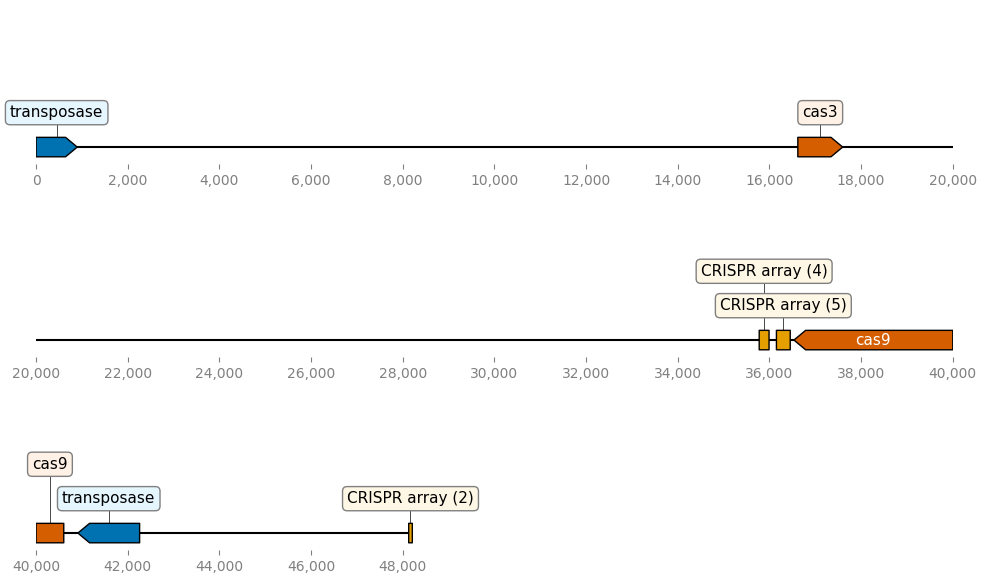 transposase cas3
0 2,000 4,000 6,000 8,000 10,000 12,000 14,000 16,000 18,000 20,000
CRISPR array (4)
CRISPR array (5)
cas9
20,000 22,000 24,000 26,000 28,000 30,000 32,000 34,000 36,000 38,000 40,000
cas9
transposase CRISPR array (2)
40,000 42,000 44,000 46,000 48,000